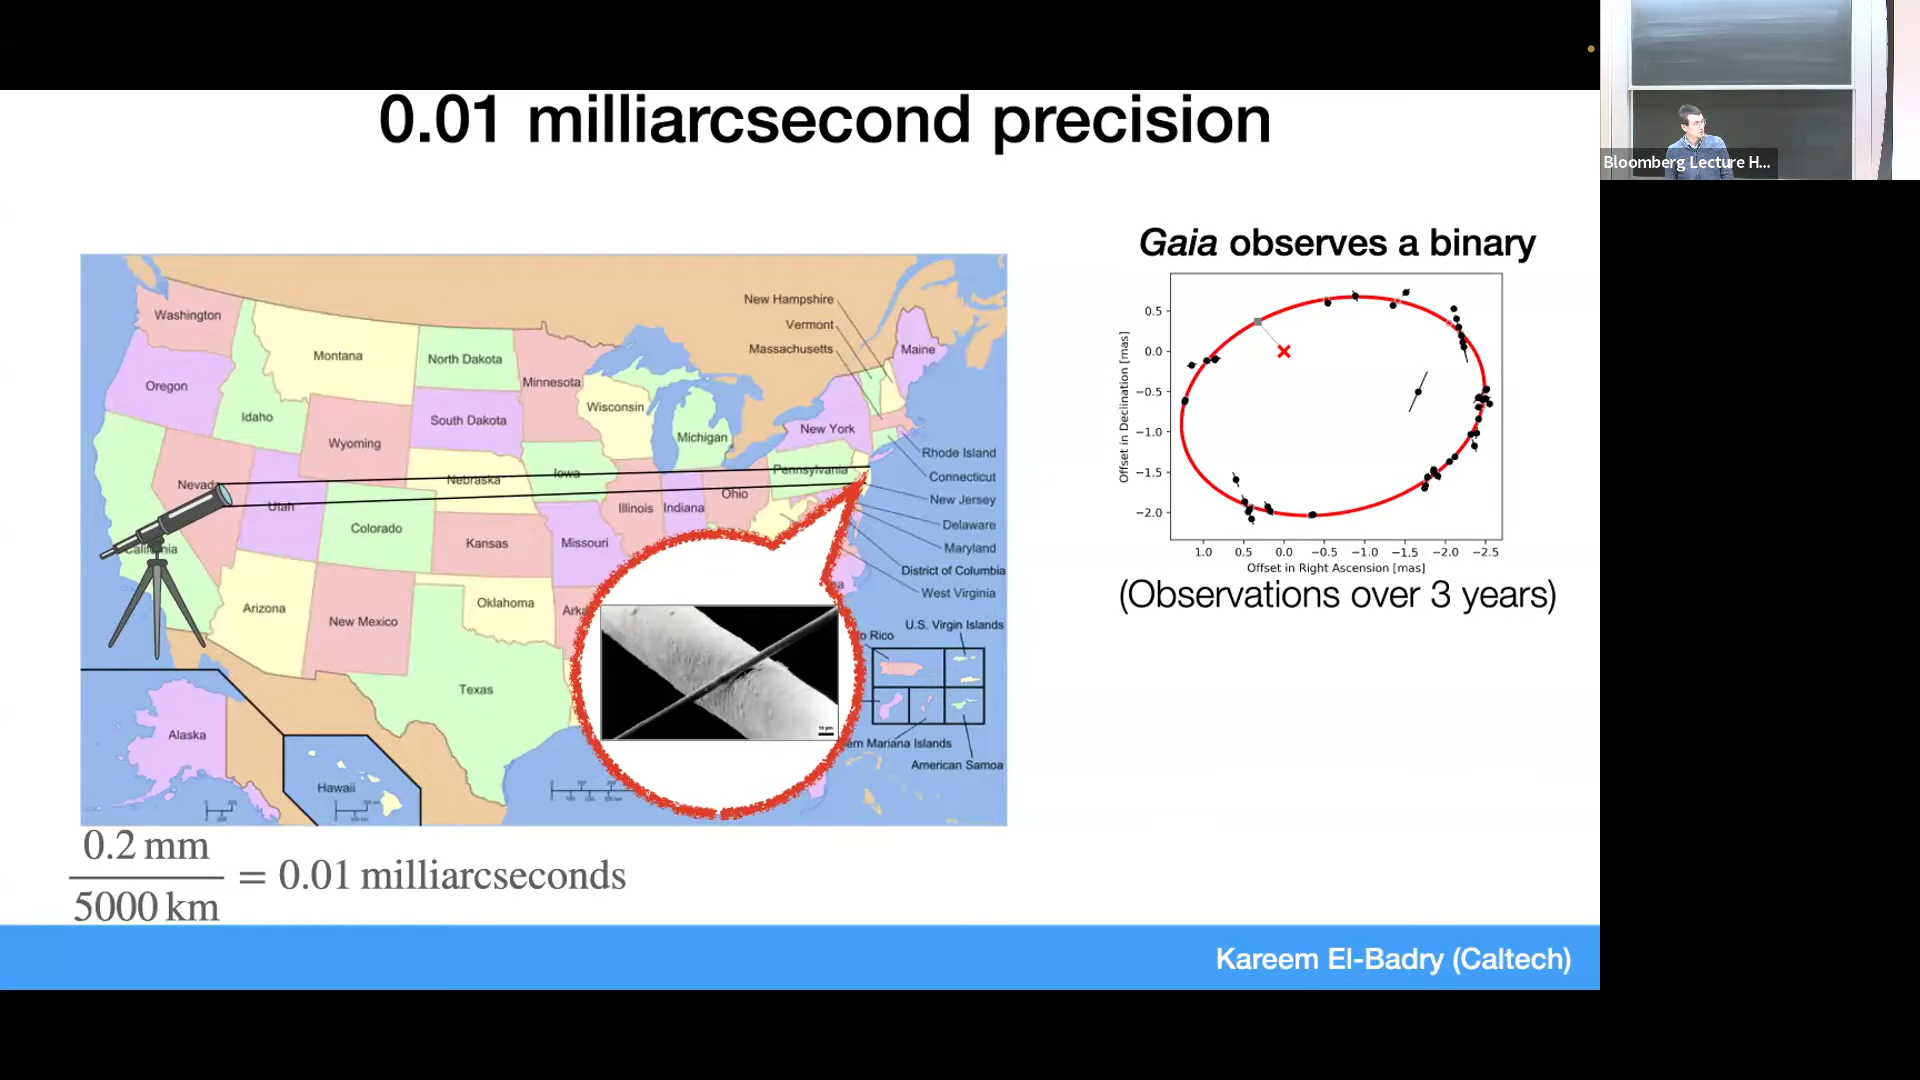 0.01 milliarcsecond precision
Bloomberg Lecture H...
Gaia observes a binary
Washington
Oregon
California
Nevada
Idaho
Montana
Wyoming
Utah
Arizona
Colorado
New Mexico
North Dakota
South Dakota
Nebraska
Kansas
Oklahoma
Texas
Minnesota
Iowa
Missouri
Wisconsin
Illinois
Michigan
Indiana
Ohio
Pennsylvania
New York
New Hampshire
Vermont
Massachusetts
Maine
Rhode Island
Connecticut
New Jersey
Delaware
Maryland
District of Columbia
West Virginia
U.S. Virgin Islands
o Rico
ern Mariana Islands
American Samoa
Alaska
Hawaii
Offset in Declination [mas]
0.5
0.0
−0.5
−1.0
−1.5
−2.0
1.0 0.5 0.0 −0.5 −1.0 −1.5 −2.0 −2.5
Offset in Right Ascension [mas]
(Observations over 3 years)
0.2 mm
5000 km
= 0.01 milliarcseconds
Kareem El-Badry (Caltech)